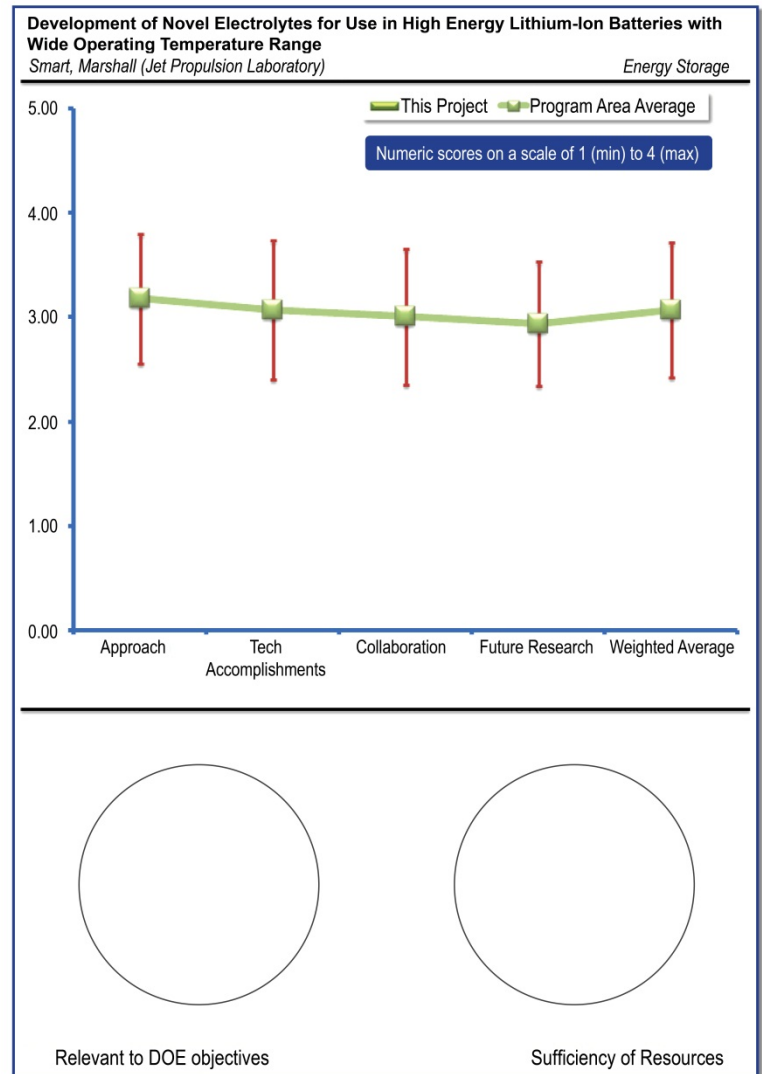 Development of Novel Electrolytes for Use in High Energy Lithium-Ion Batteries with
Wide Operating Temperature Range
Smart, Marshall (Jet Propulsion Laboratory) Energy Storage
This Project Program Area Average
Numeric scores on a scale of 1 (min) to 4 (max)
5.00
4.00
3.00
2.00
1.00
0.00
Approach Tech Collaboration Future Research Weighted Average
Accomplishments
Relevant to DOE objectives Sufficiency of Resources